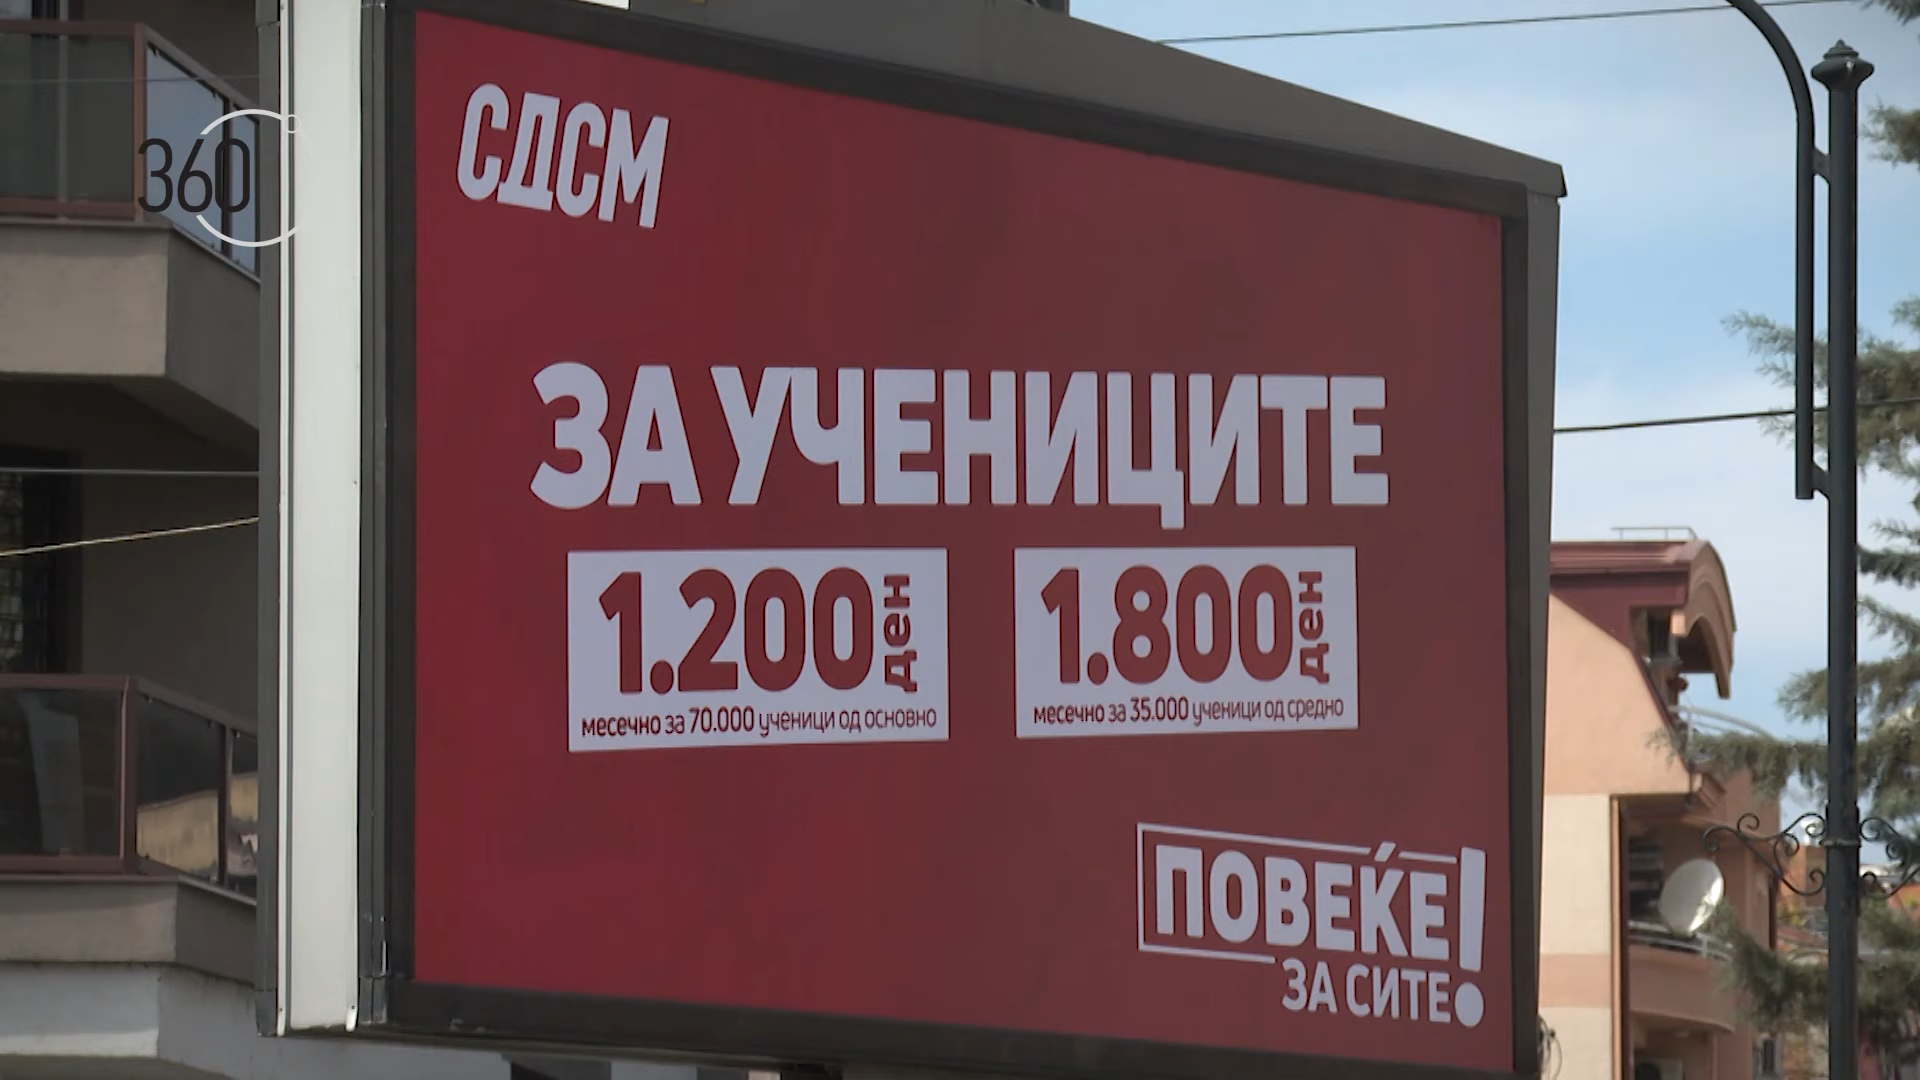 360°
СДСМ
ЗА УЧЕНИЦИТЕ
1.200 ден
месечно за 70.000 ученици од основно
1.800 ден
месечно за 35.000 ученици од средно
ПОВЕЌЕ!
ЗА СИТЕ